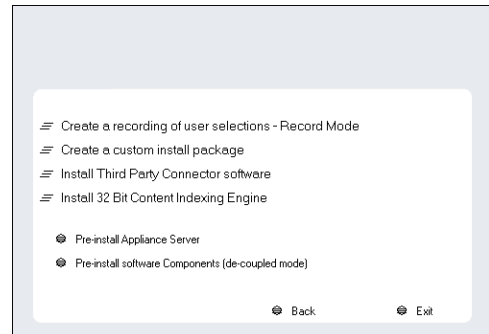 Create a recording of user selections - Record Mode
Create a custom install package
Install Third Party Connector software
Install 32 Bit Content Indexing Engine
Pre-install Appliance Server
Pre-install software Components (de-coupled mode)
Back Exit